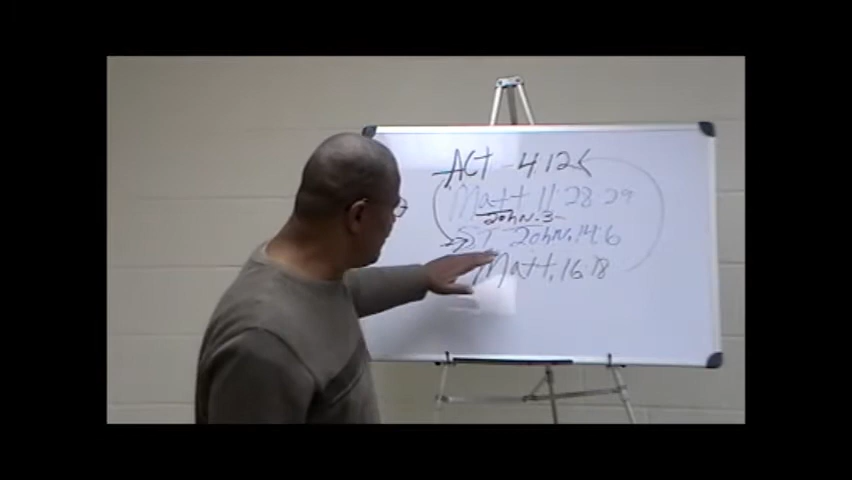 ACT - 4:12
Matt 11:28:29
JohN. 3-
ST JohN. 14:6
Matt. 16:18